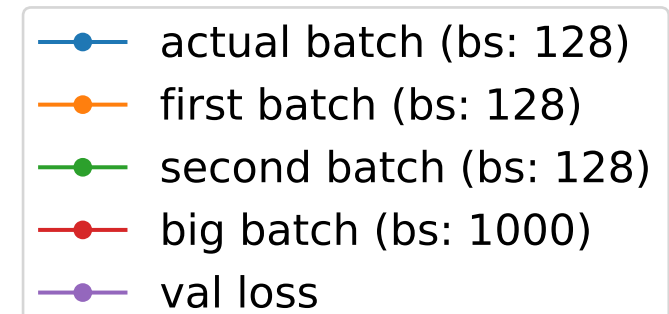 actual batch (bs: 128)
first batch (bs: 128)
second batch (bs: 128)
big batch (bs: 1000)
val loss